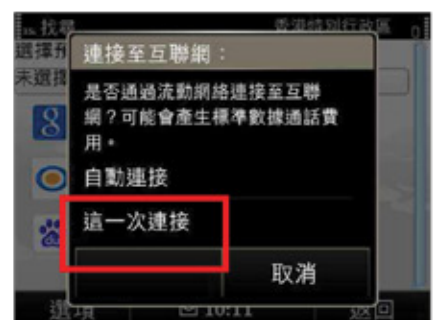 找尋 香港特別行政區
選擇預
未選擇
連接至互聯網：
是否通過流動網絡連接至互聯
網？可能會產生標準數據通話費
用。
自動連接
這一次連接
取消
選項 10:11 返回